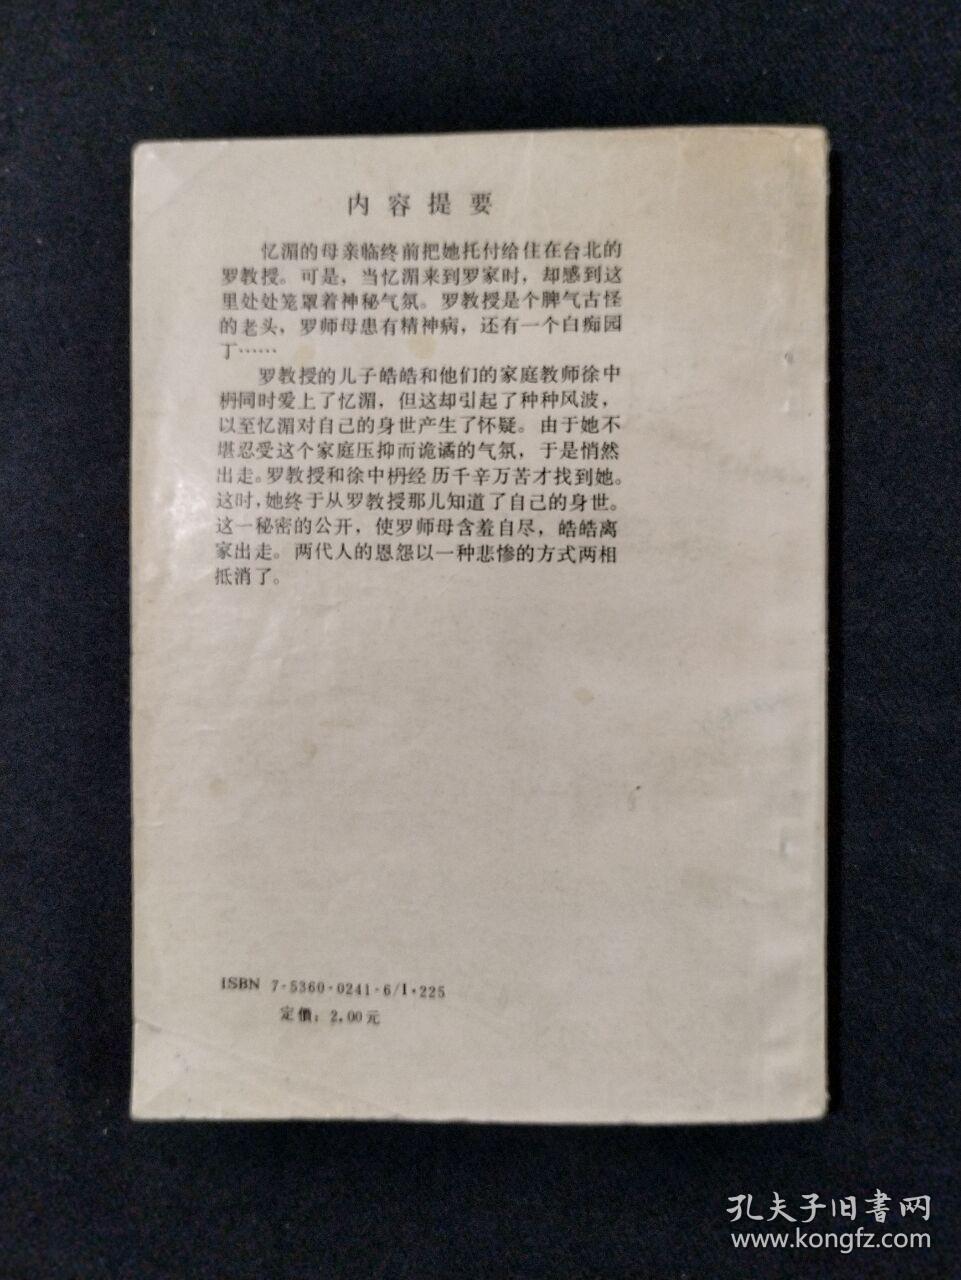 内容提要
忆湄的母亲临终前把她托付给住在台北的
罗教授。可是，当忆湄来到罗家时，却感到这
里处处笼罩着神秘气氛。罗教授是个脾气古怪
的老头，罗师母患有精神病，还有一个白痴园
丁……
罗教授的儿子皓皓和他们的家庭教师徐中
枬同时爱上了忆湄，但这却引起了种种风波，
以至忆湄对自己的身世产生了怀疑。由于她不
堪忍受这个家庭压抑而诡谲的气氛，于是悄然
出走。罗教授和徐中枬经历千辛万苦才找到她。
这时，她终于从罗教授那儿知道了自己的身世。
这一秘密的公开，使罗师母含羞自尽，皓皓离
家出走。两代人的恩怨以一种悲惨的方式两相
抵消了。
ISBN 7-5360-0241-6/I·225
定價：2.00元
孔夫子旧书网
www.kongfz.com